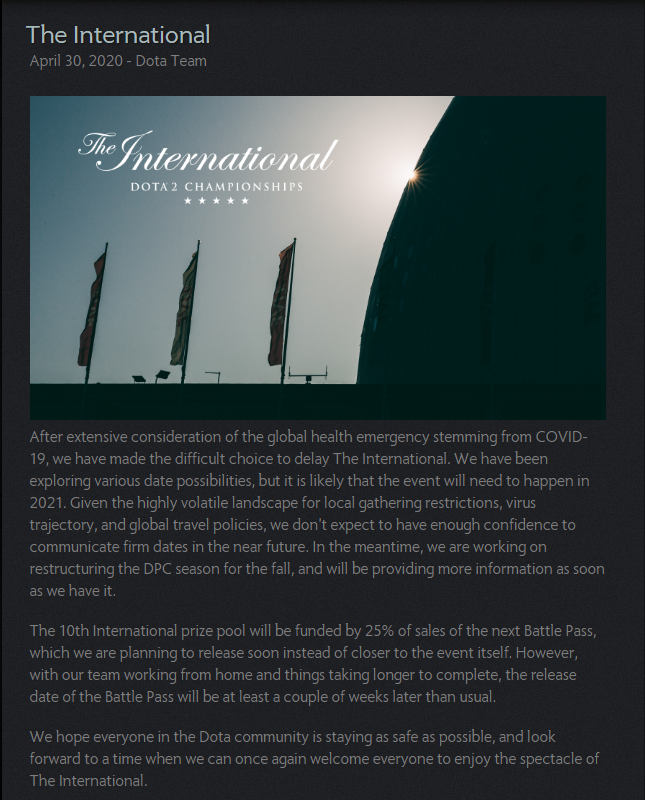 The International
April 30, 2020 - Dota Team
The International
DOTA 2 CHAMPIONSHIPS
★ ★ ★ ★ ★
After extensive consideration of the global health emergency stemming from COVID-
19, we have made the difficult choice to delay The International. We have been
exploring various date possibilities, but it is likely that the event will need to happen in
2021. Given the highly volatile landscape for local gathering restrictions, virus
trajectory, and global travel policies, we don't expect to have enough confidence to
communicate firm dates in the near future. In the meantime, we are working on
restructuring the DPC season for the fall, and will be providing more information as soon
as we have it.
The 10th International prize pool will be funded by 25% of sales of the next Battle Pass,
which we are planning to release soon instead of closer to the event itself. However,
with our team working from home and things taking longer to complete, the release
date of the Battle Pass will be at least a couple of weeks later than usual.
We hope everyone in the Dota community is staying as safe as possible, and look
forward to a time when we can once again welcome everyone to enjoy the spectacle of
The International.